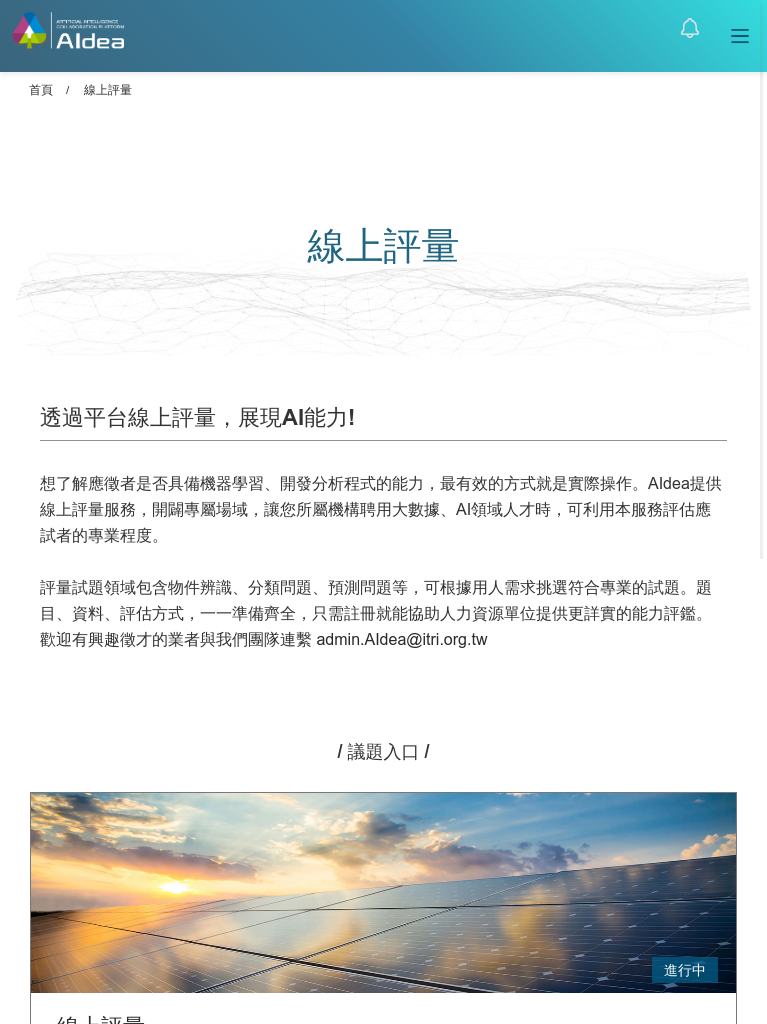 ARTIFICIAL INTELLIGENCE
COLLABORATION PLATFORM
AIdea
首頁 / 線上評量
線上評量
透過平台線上評量，展現AI能力!
想了解應徵者是否具備機器學習、開發分析程式的能力，最有效的方式就是實際操作。AIdea提供
線上評量服務，開闢專屬場域，讓您所屬機構聘用大數據、AI領域人才時，可利用本服務評估應
試者的專業程度。
評量試題領域包含物件辨識、分類問題、預測問題等，可根據用人需求挑選符合專業的試題。題
目、資料、評估方式，一一準備齊全，只需註冊就能協助人力資源單位提供更詳實的能力評鑑。
歡迎有興趣徵才的業者與我們團隊連繫 admin.AIdea@itri.org.tw
/ 議題入口 /
進行中
線上評量